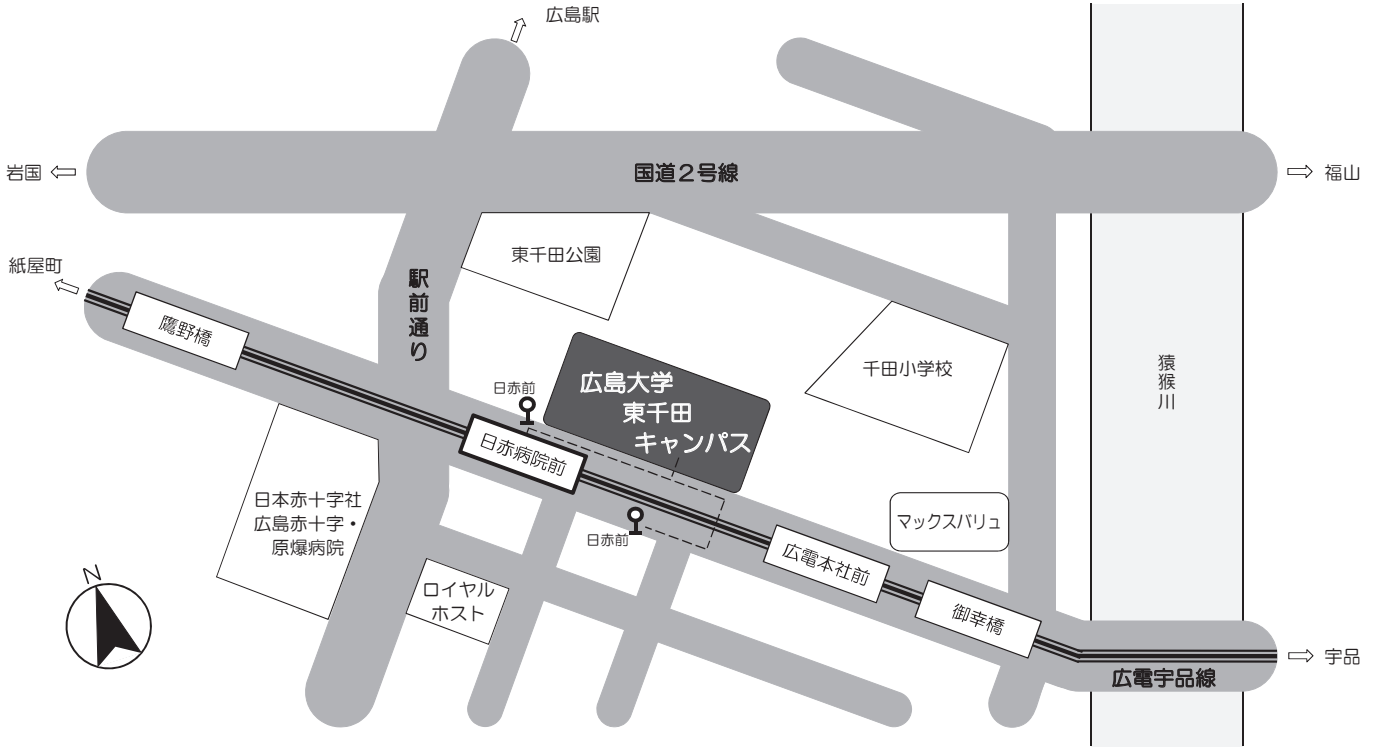 広島駅
岩国
国道2号線
福山
紙屋町
駅前通り
東千田公園
鷹野橋
千田小学校
猿猴川
日赤前
広島大学
東千田
キャンパス
日赤病院前
日本赤十字社
広島赤十字・
原爆病院
マックスバリュ
日赤前
広電本社前
ロイヤル
ホスト
御幸橋
N
宇品
広電宇品線